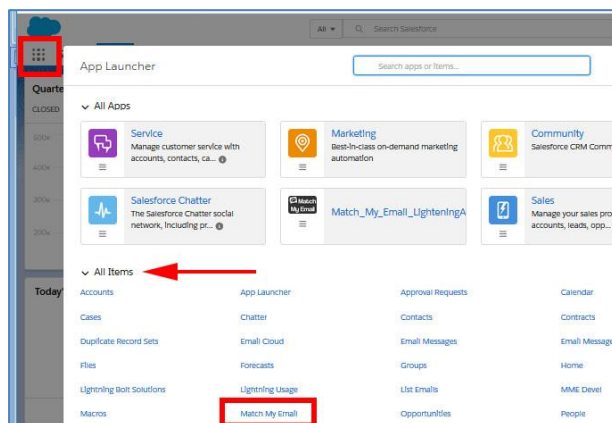 All
Search Salesforce
App Launcher
Search apps or items...
Quarte
CLOSED
All Apps
Service
Manage customer service with
accounts, contacts, ca...
Marketing
Best-in-class on-demand marketing
automation
Community
Salesforce CRM Comm
Salesforce Chatter
The Salesforce Chatter social
network, including pr...
Match
My Email
Match_My_Email_LighteningA
Sales
Manage your sales pro
accounts, leads, opp...
All Items
Today'
Accounts
App Launcher
Approval Requests
Calendar
Cases
Chatter
Contacts
Contracts
Duplicate Record Sets
Email Cloud
Email Messages
Email Message
Files
Forecasts
Groups
Home
Lightning Bolt Solutions
Lightning Usage
List Emails
MME Devel
Macros
Match My Email
Opportunities
People